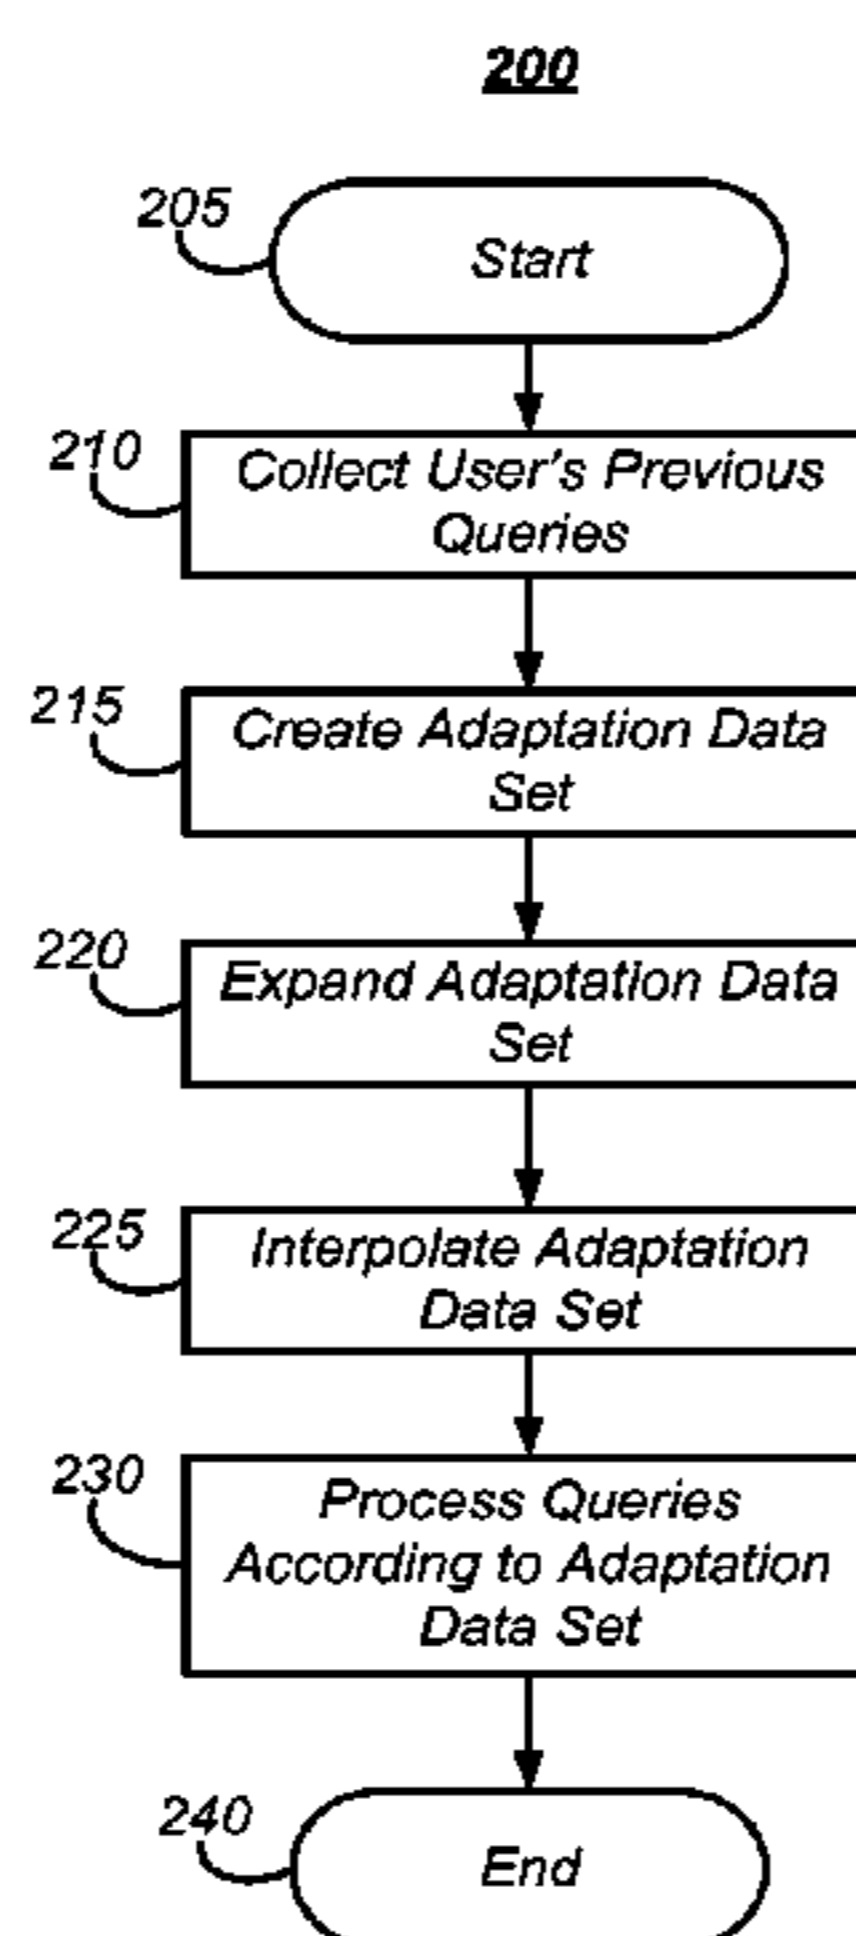 200
205
Start
210
Collect User's Previous
Queries
215
Create Adaptation Data
Set
220
Expand Adaptation Data
Set
225
Interpolate Adaptation
Data Set
230
Process Queries
According to Adaptation
Data Set
240
End